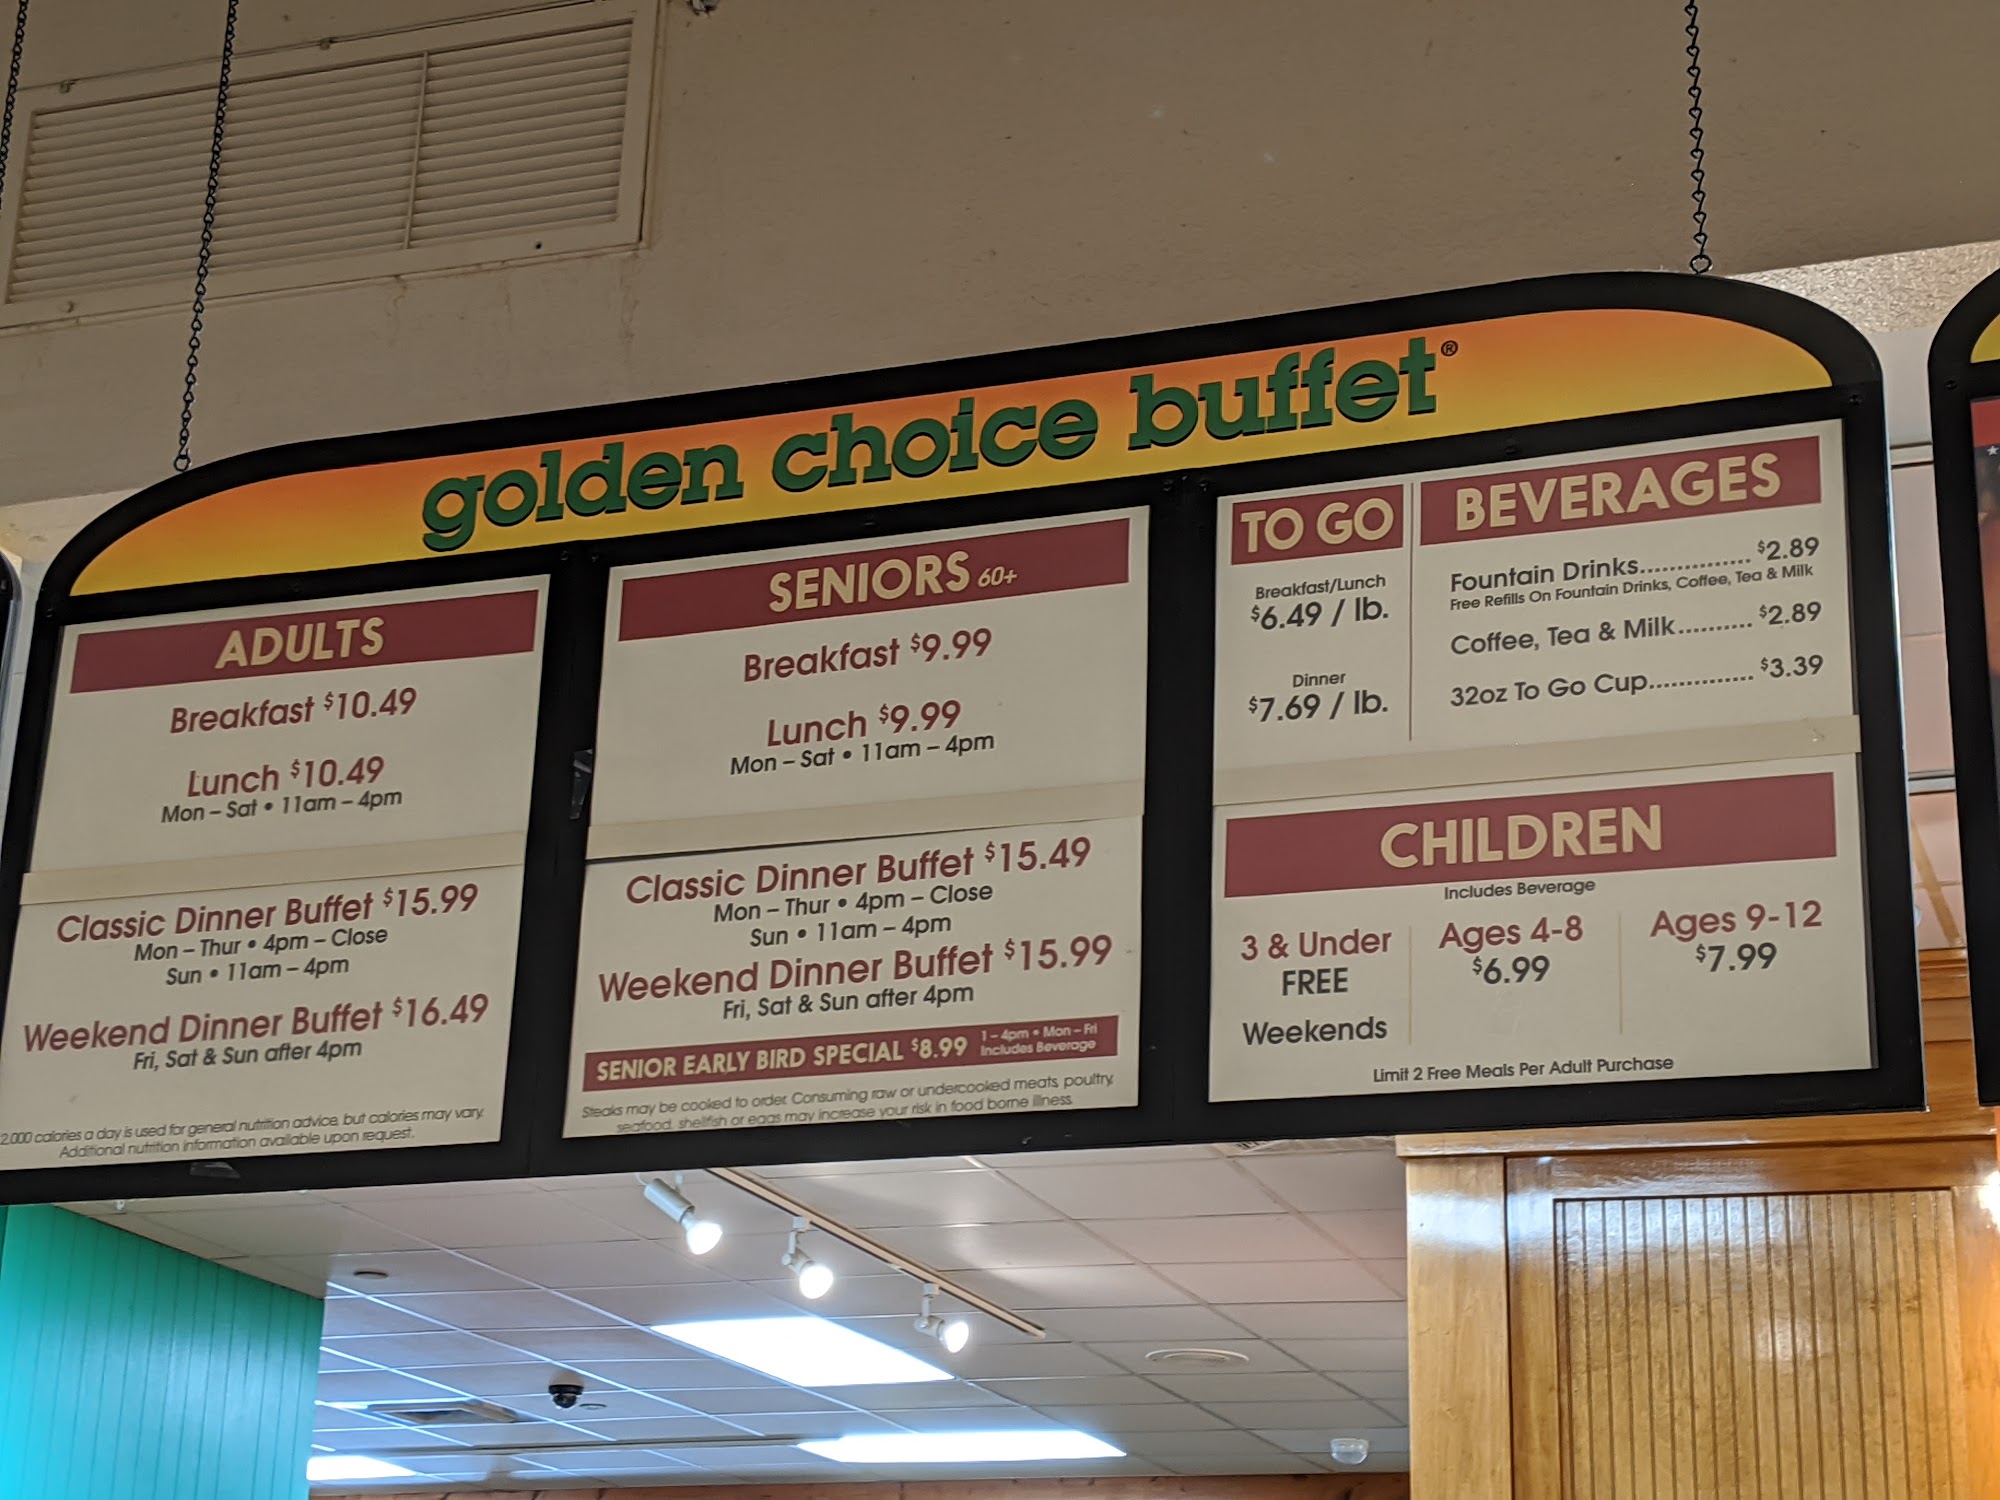 golden choice buffet®
ADULTS
Breakfast $10.49
Lunch $10.49
Mon – Sat • 11am – 4pm
Classic Dinner Buffet $15.99
Mon – Thur • 4pm – Close
Sun • 11am – 4pm
Weekend Dinner Buffet $16.49
Fri, Sat & Sun after 4pm
2,000 calories a day is used for general nutrition advice, but calories may vary.
Additional nutrition information available upon request.
SENIORS 60+
Breakfast $9.99
Lunch $9.99
Mon – Sat • 11am – 4pm
Classic Dinner Buffet $15.49
Mon – Thur • 4pm – Close
Sun • 11am – 4pm
Weekend Dinner Buffet $15.99
Fri, Sat & Sun after 4pm
SENIOR EARLY BIRD SPECIAL $8.99
1 – 4pm • Mon – Fri
Includes Beverage
Steaks may be cooked to order. Consuming raw or undercooked meats, poultry,
seafood, shellfish or eggs may increase your risk in food borne illness.
TO GO
Breakfast/Lunch
$6.49 / lb.
Dinner
$7.69 / lb.
BEVERAGES
Fountain Drinks............... $2.89
Free Refills On Fountain Drinks, Coffee, Tea & Milk
Coffee, Tea & Milk.......... $2.89
32oz To Go Cup.............. $3.39
CHILDREN
Includes Beverage
3 & Under
FREE
Weekends
Ages 4-8
$6.99
Ages 9-12
$7.99
Limit 2 Free Meals Per Adult Purchase